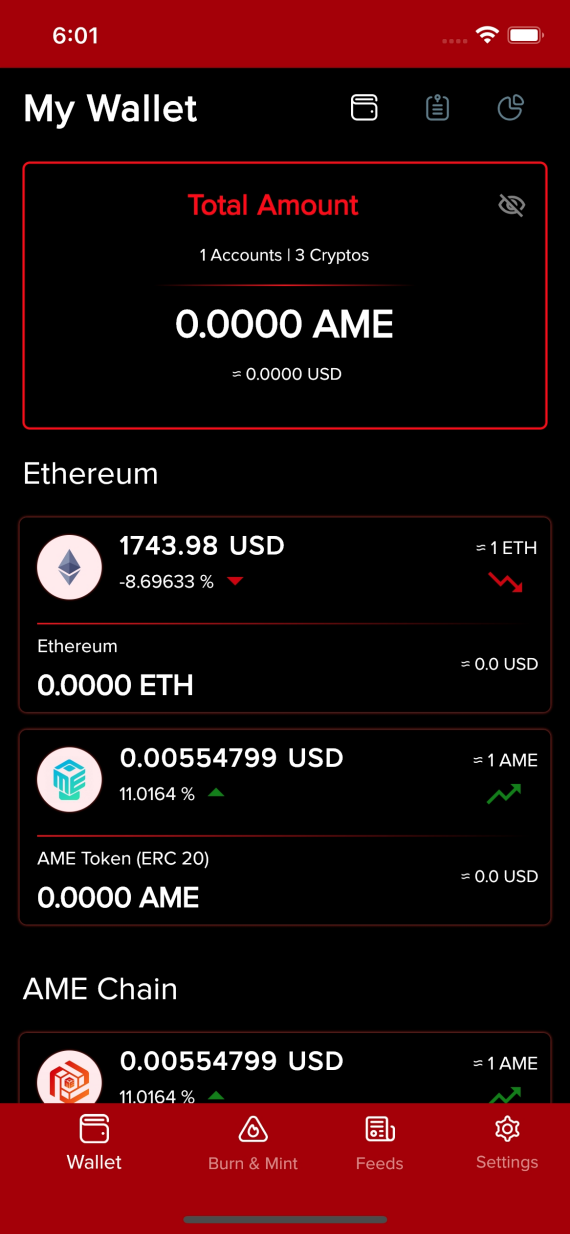 6:01
My Wallet
Total Amount
1 Accounts | 3 Cryptos
0.0000 AME
≈ 0.0000 USD
Ethereum
1743.98 USD
≈ 1 ETH
-8.69633 %
Ethereum
≈ 0.0 USD
0.0000 ETH
0.00554799 USD
≈ 1 AME
11.0164 %
AME Token (ERC 20)
≈ 0.0 USD
0.0000 AME
AME Chain
0.00554799 USD
≈ 1 AME
11.0164 %
Wallet
Burn & Mint
Feeds
Settings